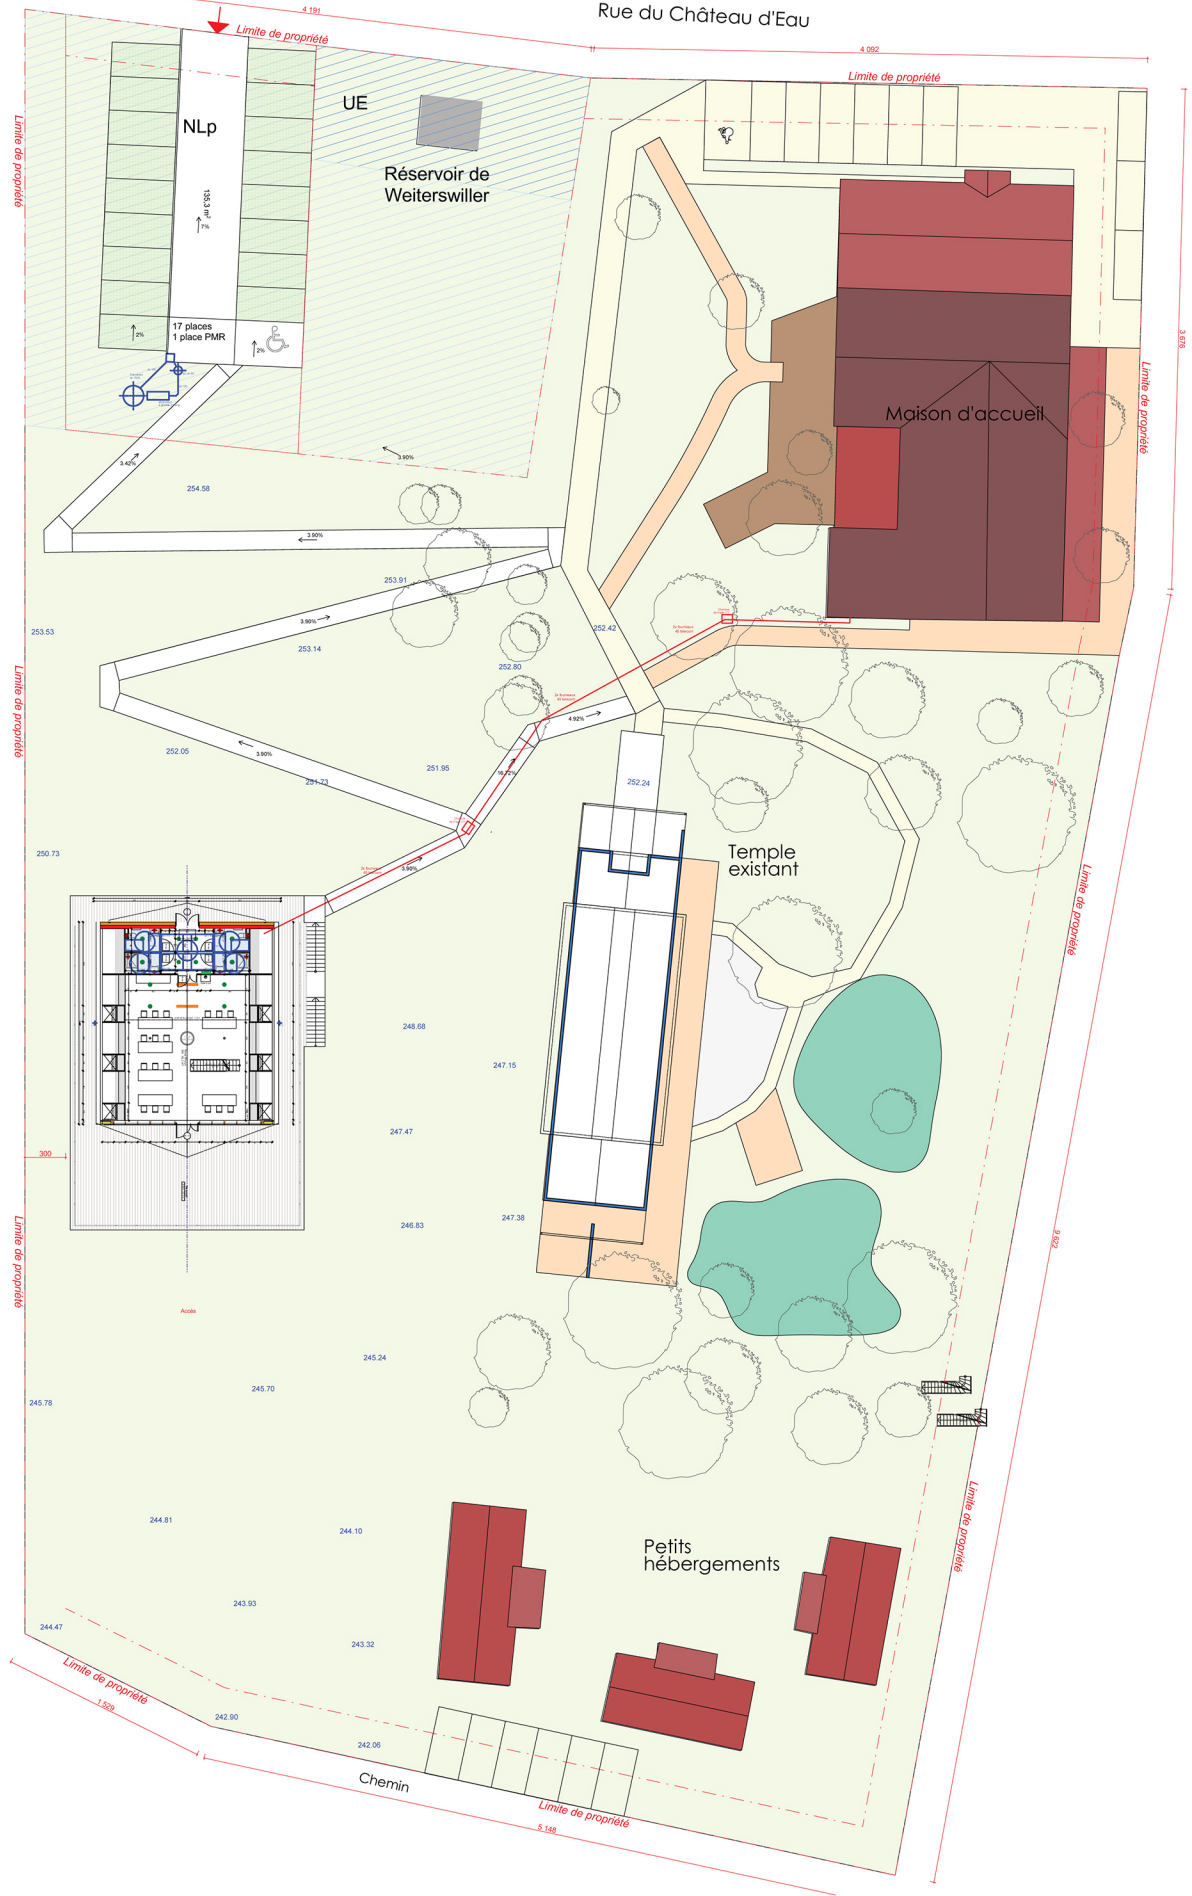 Rue du Château d'Eau
4 191
4 092
Limite de propriété
Limite de propriété
UE
NLp
Réservoir de
Weiterswiller
Limite de propriété
135,3 m²
7%
17 places
1 place PMR
2%
2%
3 676
Limite de propriété
Maison d'accueil
3.42%
3.90%
254.58
3.90%
253.91
3.90%
253.53
253.14
252.42
252.80
Limite de propriété
4.92%
252.05
3.90%
251.73
251.95
16.72%
252.24
250.73
3.90%
Temple
existant
Limite de propriété
248.68
247.15
247.47
300
246.83
247.38
Limite de propriété
9 622
Accès
245.24
245.70
245.78
244.81
244.10
Petits
hébergements
Limite de propriété
243.93
244.47
243.32
Limite de propriété
1 529
242.90
242.06
Chemin
Limite de propriété
5 148